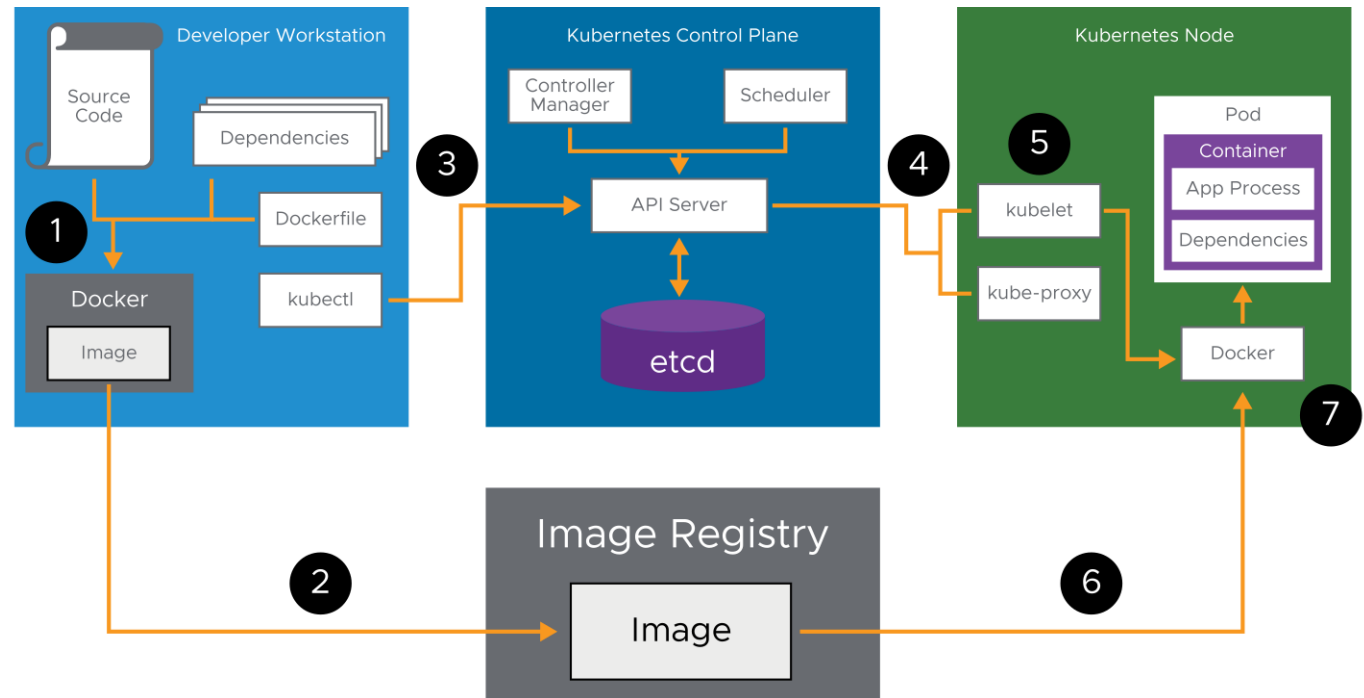 Developer Workstation
Source
Code
Dependencies
1
Dockerfile
Docker
kubectl
Image
3
Kubernetes Control Plane
Controller
Manager
Scheduler
API Server
etcd
4
Kubernetes Node
5
Pod
Container
App Process
Dependencies
kubelet
kube-proxy
Docker
7
2
Image Registry
Image
6